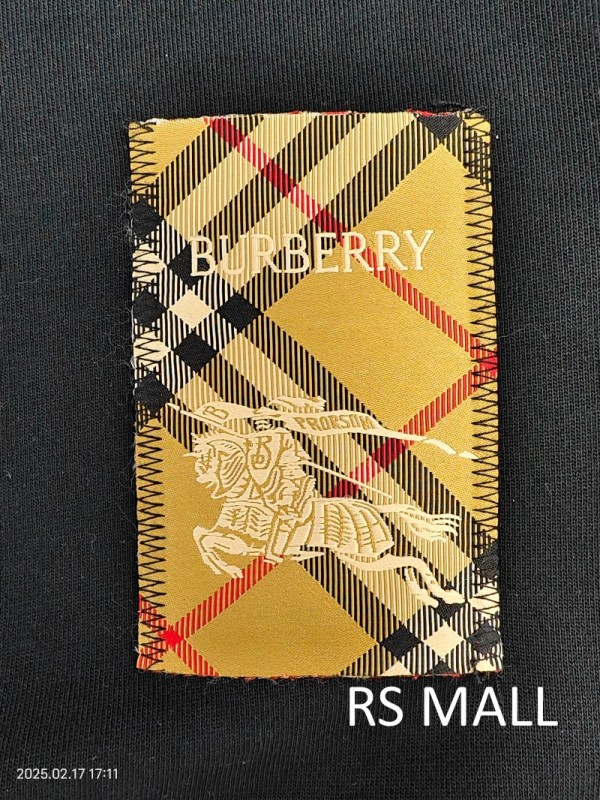 BURBERRY
B PRORSUM
RS MALL
2025.02.17 17:11